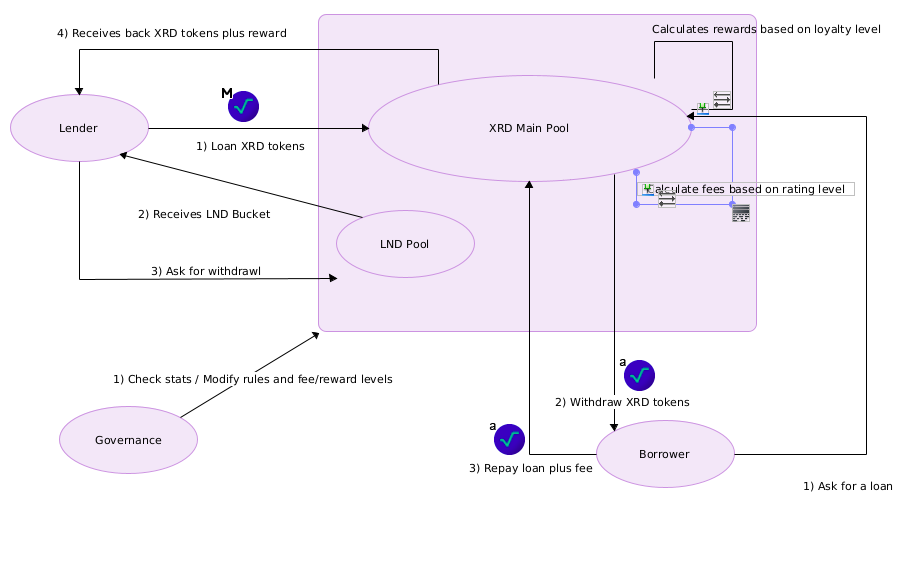 4) Receives back XRD tokens plus reward
Calculates rewards based on loyalty level
M
Lender
XRD Main Pool
1) Loan XRD tokens
Calculate fees based on rating level
2) Receives LND Bucket
LND Pool
3) Ask for withdrawl
a
1) Check stats / Modify rules and fee/reward levels
2) Withdraw XRD tokens
a
Governance
Borrower
3) Repay loan plus fee
1) Ask for a loan